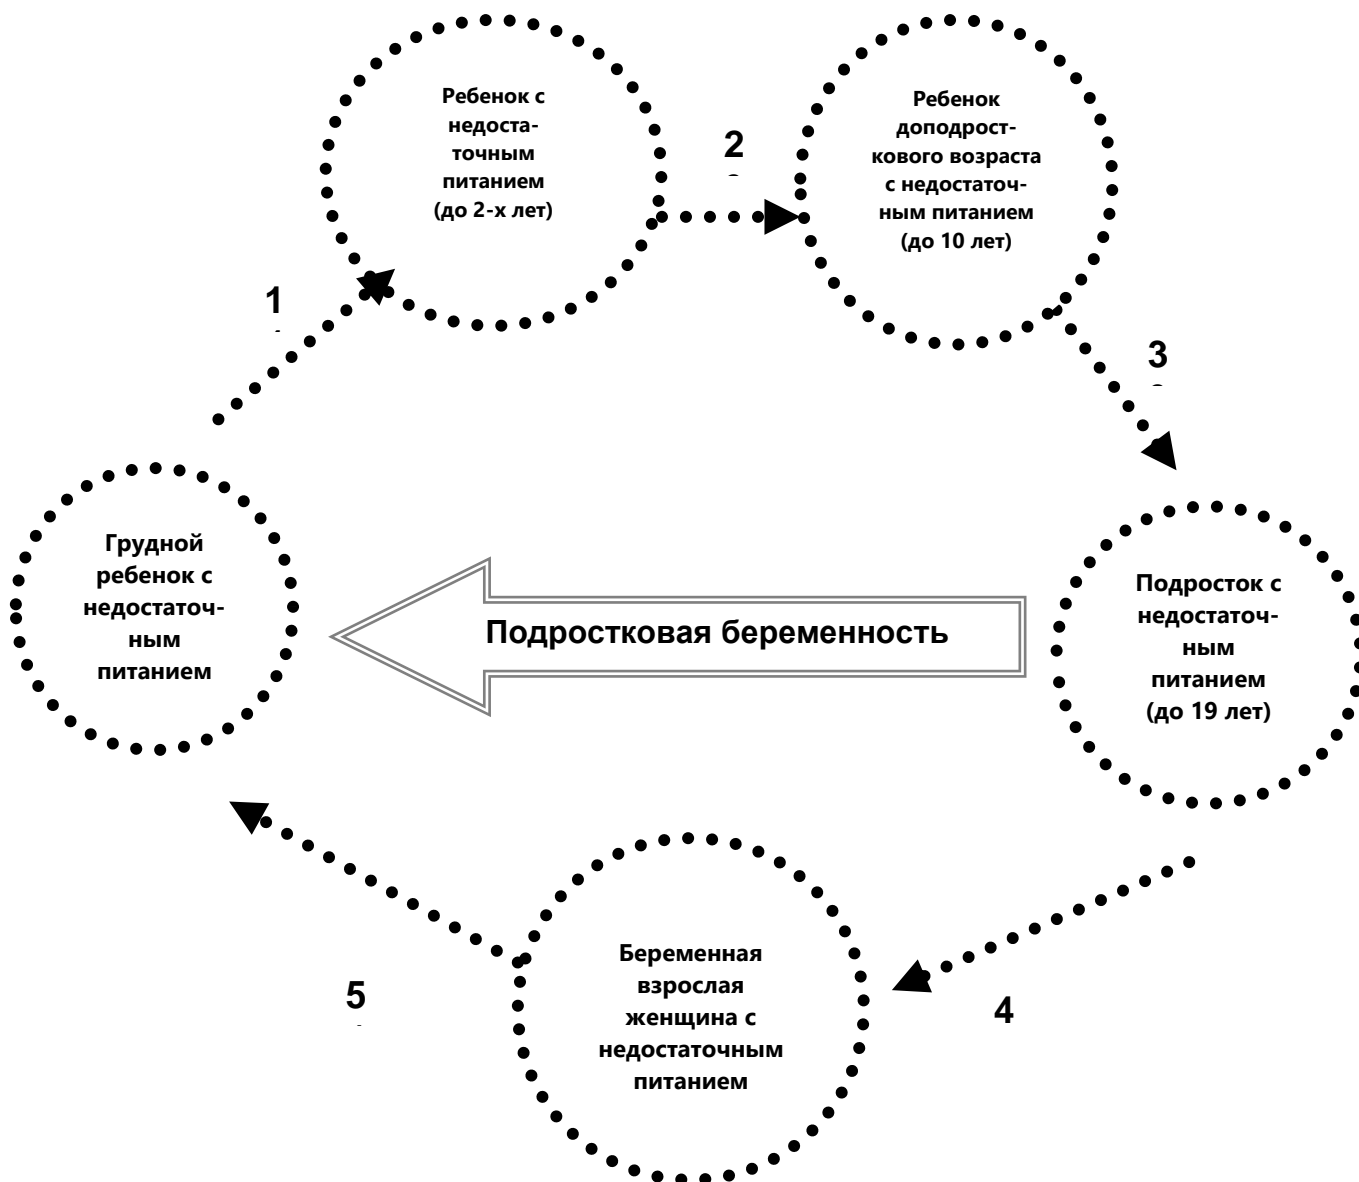 Ребенок с
недоста-
точным
питанием
(до 2-х лет)
2
Ребенок
доподрост-
кового возраста
с недостаточ-
ным питанием
(до 10 лет)
1
3
Грудной
ребенок с
недостаточ-
ным
питанием
Подростковая беременность
Подросток с
недостаточ-
ным
питанием
(до 19 лет)
5
Беременная
взрослая
женщина с
недостаточным
питанием
4